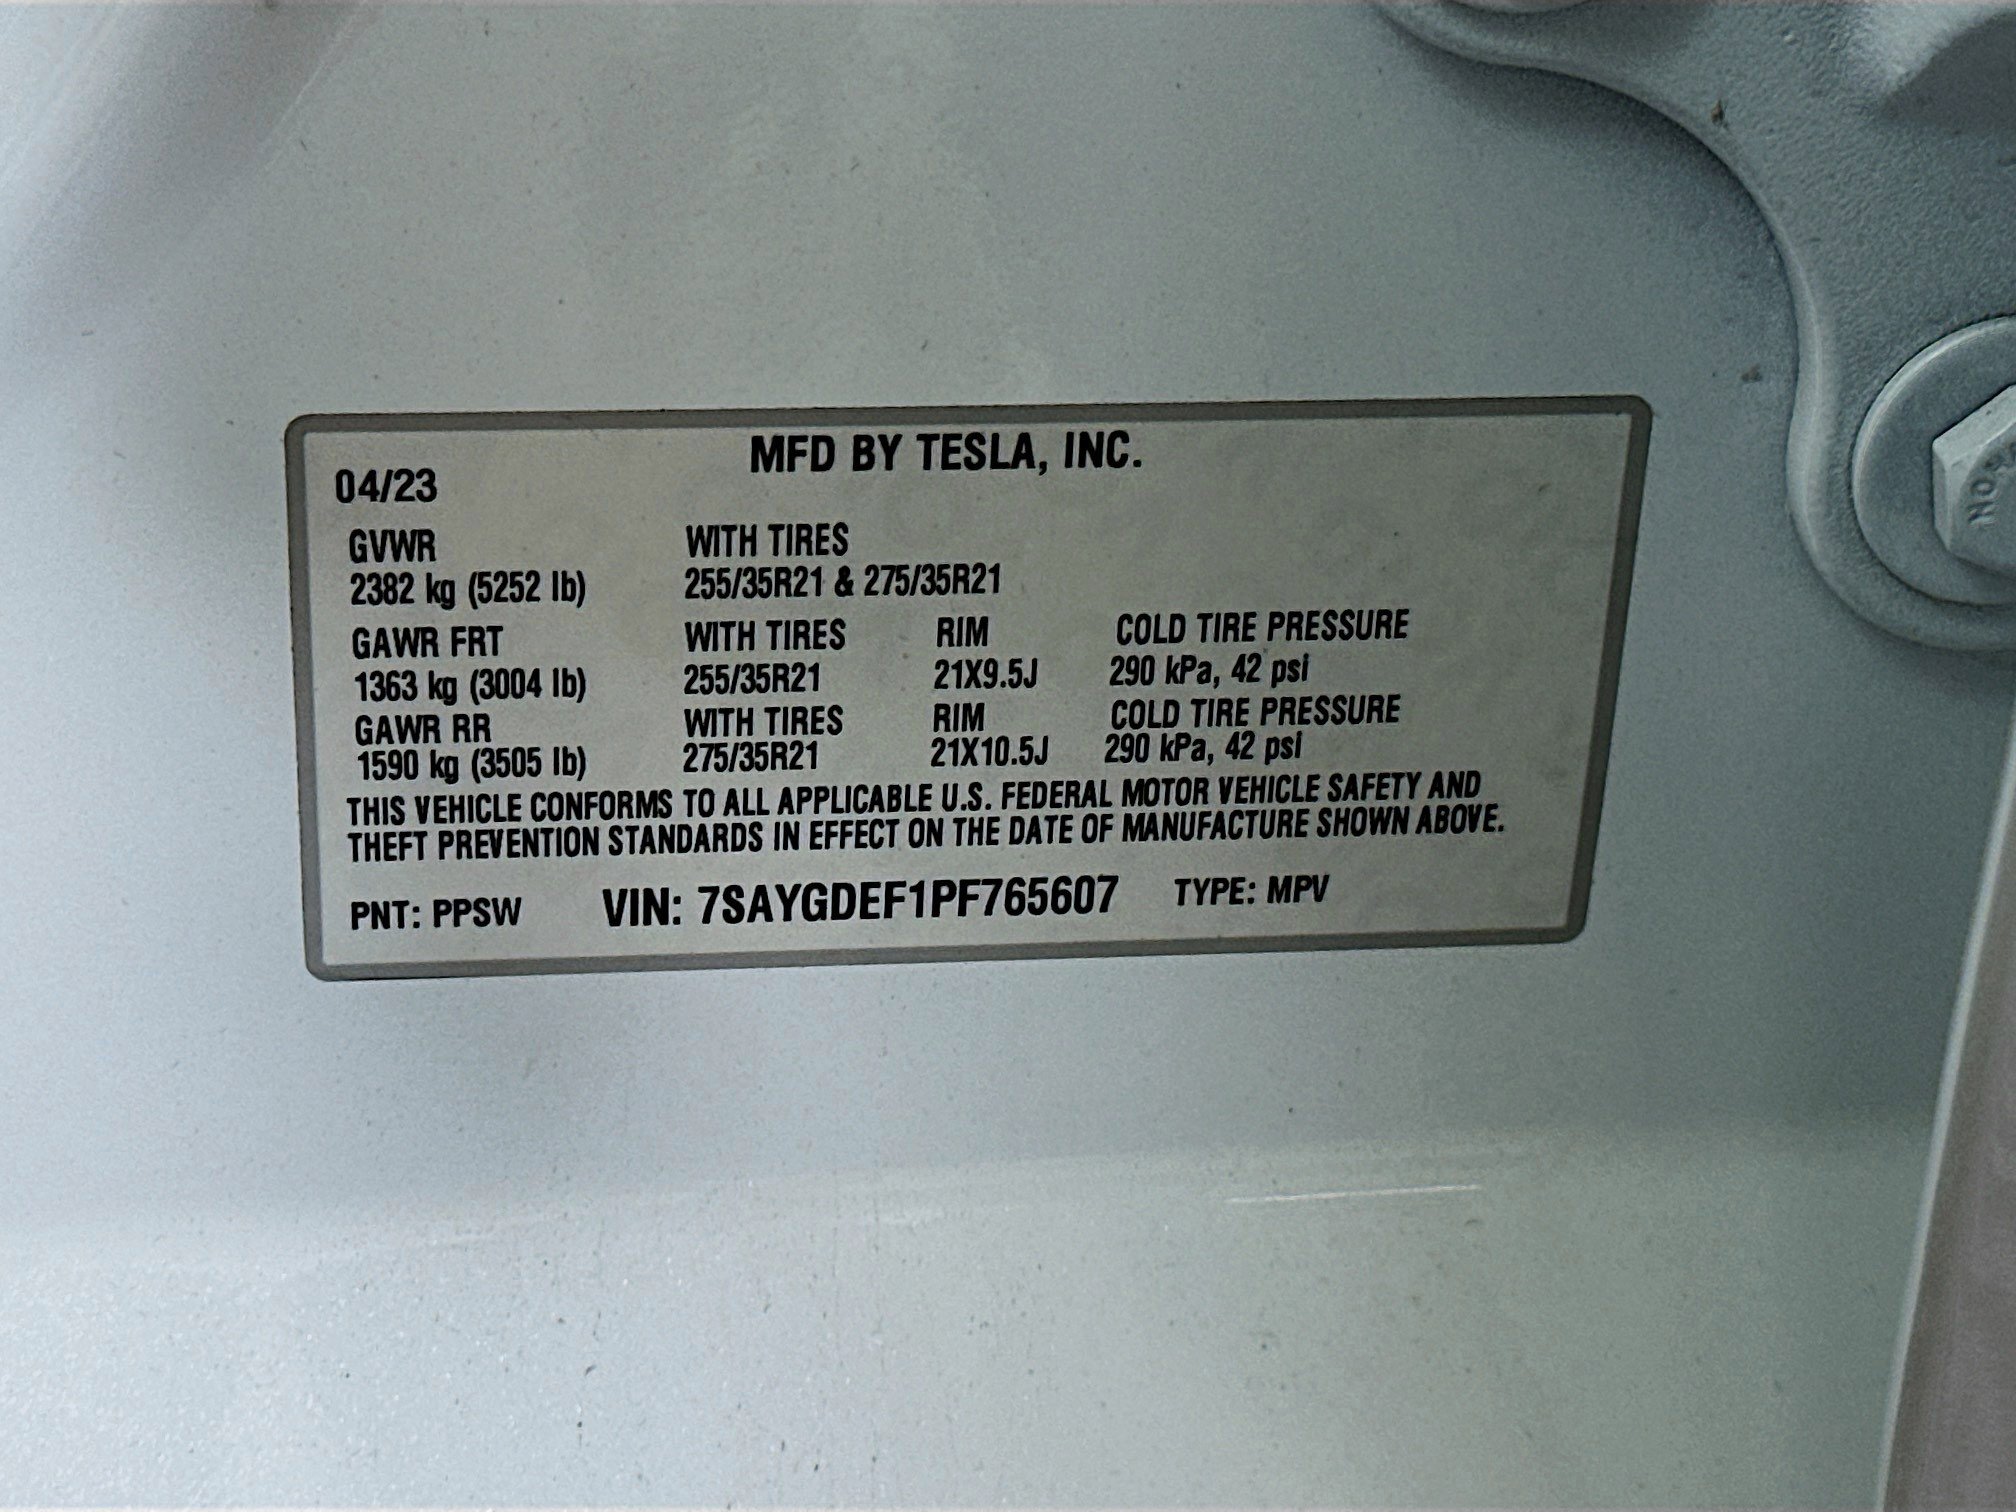 MFD BY TESLA, INC.
04/23
GVWR WITH TIRES
2382 kg (5252 lb) 255/35R21 & 275/35R21
GAWR FRT WITH TIRES RIM COLD TIRE PRESSURE
1363 kg (3004 lb) 255/35R21 21X9.5J 290 kPa, 42 psi
GAWR RR WITH TIRES RIM COLD TIRE PRESSURE
1590 kg (3505 lb) 275/35R21 21X10.5J 290 kPa, 42 psi
THIS VEHICLE CONFORMS TO ALL APPLICABLE U.S. FEDERAL MOTOR VEHICLE SAFETY AND
THEFT PREVENTION STANDARDS IN EFFECT ON THE DATE OF MANUFACTURE SHOWN ABOVE.
PNT: PPSW VIN: 7SAYGDEF1PF765607 TYPE: MPV